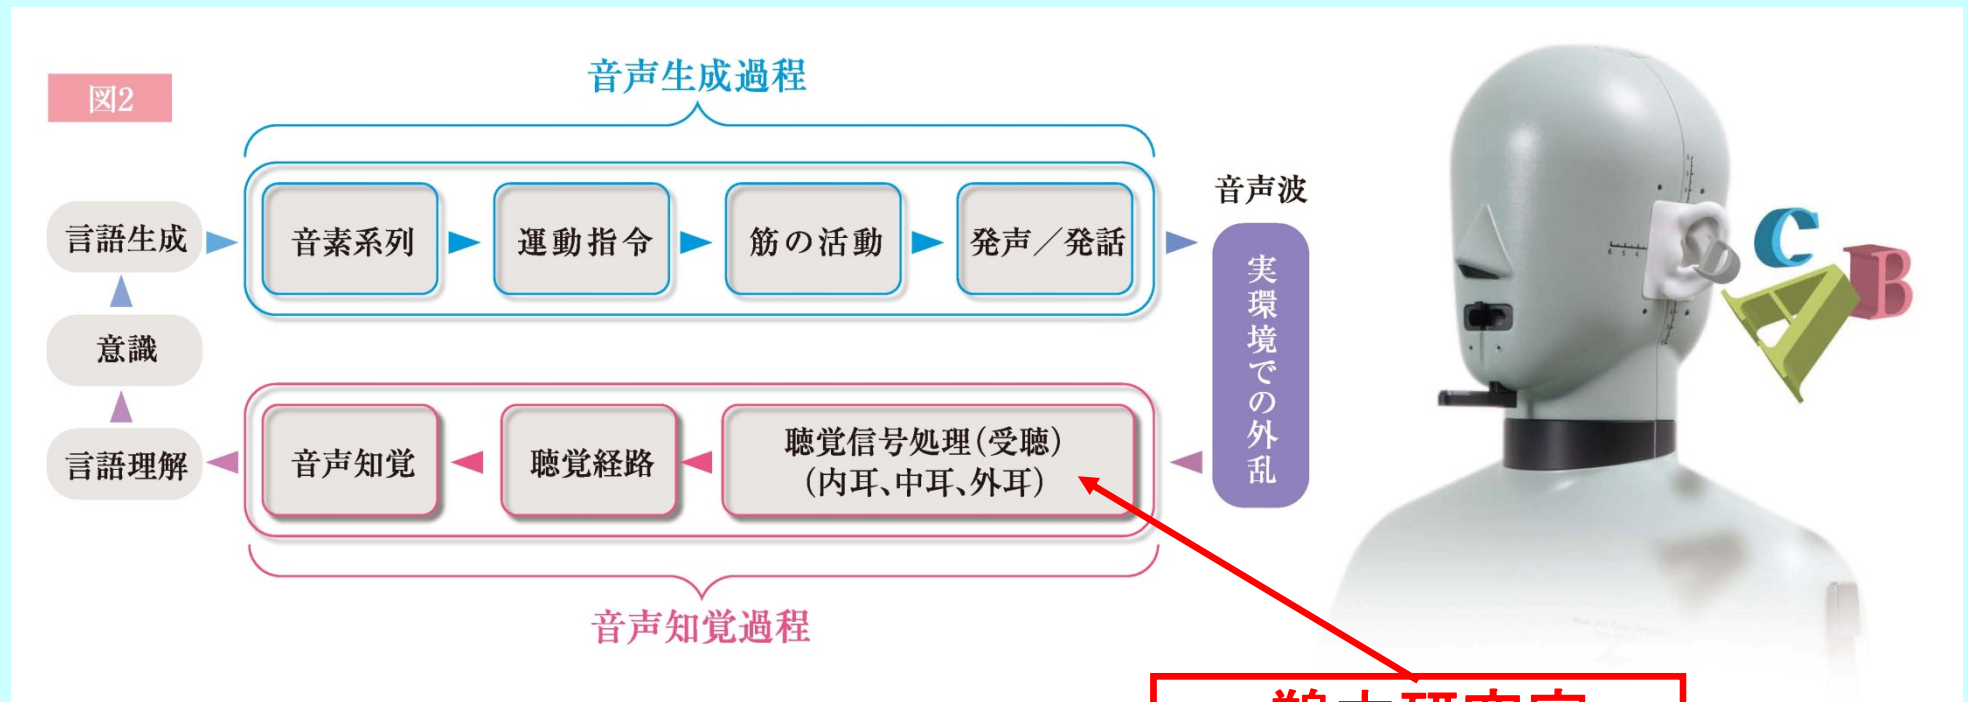 図2
音声生成過程
言語生成
音素系列
運動指令
筋の活動
発声／発話
音声波
実環境での外乱
意識
言語理解
音声知覚
聴覚経路
聴覚信号処理(受聴)
(内耳、中耳、外耳)
音声知覚過程
C
A
B